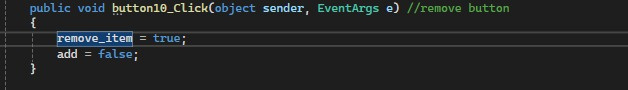 public void button10_Click(object sender, EventArgs e) //remove button
{
remove_item = true;
add = false;
}